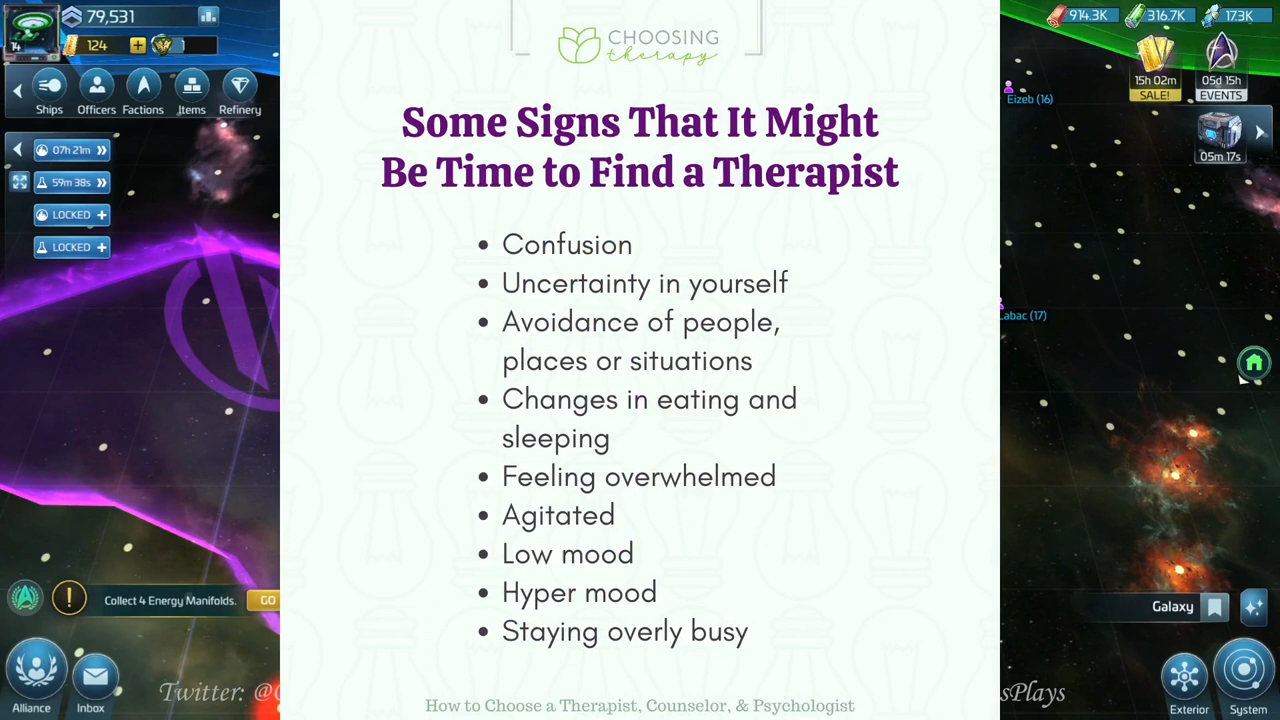 79,531
14
124
Ships
Officers
Factions
Items
Refinery
07h 21m
59m 38s
LOCKED
LOCKED
Collect 4 Energy Manifolds.
GO
Alliance
Inbox
Twitter: @
CHOOSING
therapy
Some Signs That It Might
Be Time to Find a Therapist
• Confusion
• Uncertainty in yourself
• Avoidance of people,
places or situations
• Changes in eating and
sleeping
• Feeling overwhelmed
• Agitated
• Low mood
• Hyper mood
• Staying overly busy
How to Choose a Therapist, Counselor, & Psychologist
914.3K
316.7K
17.3K
15h 02m
SALE!
05d 15h
EVENTS
Eizeb (16)
05m 17s
Labac (17)
Galaxy
sPlays
Exterior
System